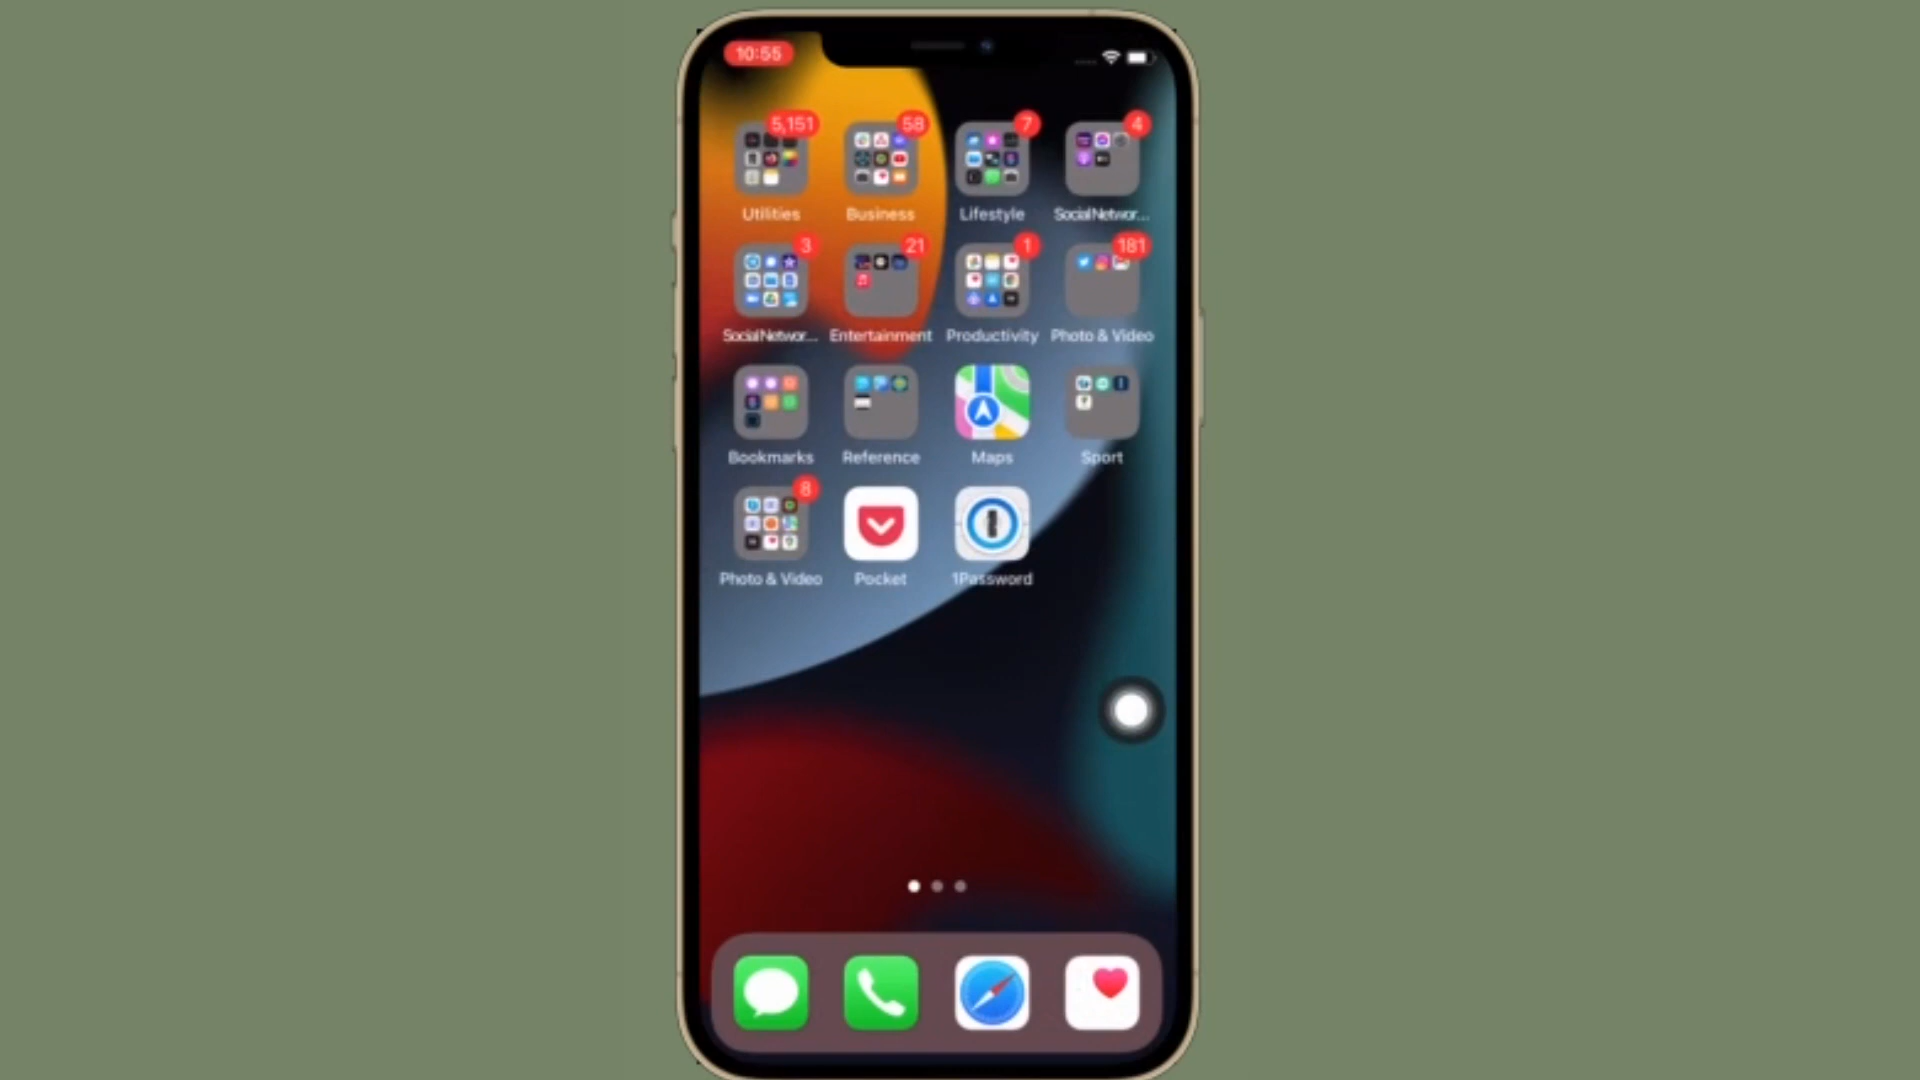 10:55
5,151
58
7
4
Utilities
Business
Lifestyle
SocialNetwor...
3
21
1
181
SocialNetwor...
Entertainment
Productivity
Photo & Video
Bookmarks
Reference
Maps
Sport
8
Photo & Video
Pocket
1Password